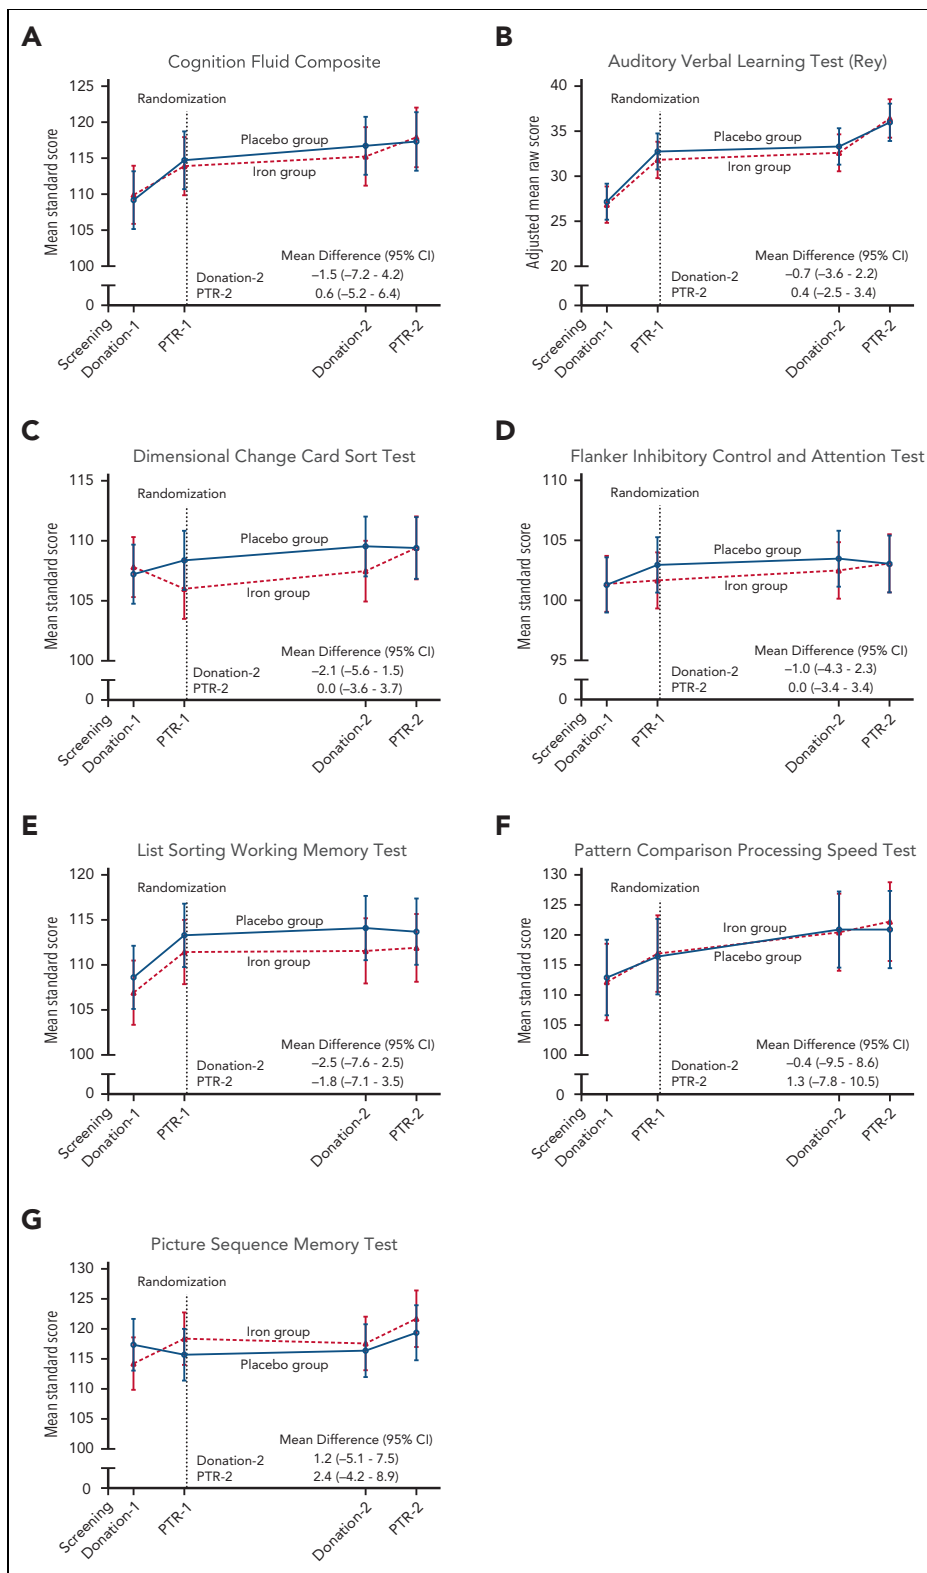 A
Cognition Fluid Composite
Mean standard score
125
120
115
110
105
100
0
Randomization
Placebo group
Iron group
Mean Difference (95% CI)
Donation-2 –1.5 (–7.2 - 4.2)
PTR-2 0.6 (–5.2 - 6.4)
Screening
Donation-1
PTR-1
Donation-2
PTR-2
B
Auditory Verbal Learning Test (Rey)
Adjusted mean raw score
40
36
33
29
25
20
0
Randomization
Placebo group
Iron group
Mean Difference (95% CI)
Donation-2 –0.7 (–3.6 - 2.2)
PTR-2 0.4 (–2.5 - 3.4)
Screening
Donation-1
PTR-1
Donation-2
PTR-2
C
Dimensional Change Card Sort Test
Mean standard score
115
110
105
100
0
Randomization
Placebo group
Iron group
Mean Difference (95% CI)
Donation-2 –2.1 (–5.6 - 1.5)
PTR-2 0.0 (–3.6 - 3.7)
Screening
Donation-1
PTR-1
Donation-2
PTR-2
D
Flanker Inhibitory Control and Attention Test
Mean standard score
110
105
100
95
0
Randomization
Placebo group
Iron group
Mean Difference (95% CI)
Donation-2 –1.0 (–4.3 - 2.3)
PTR-2 0.0 (–3.4 - 3.4)
Screening
Donation-1
PTR-1
Donation-2
PTR-2
E
List Sorting Working Memory Test
Mean standard score
120
115
110
105
100
0
Randomization
Placebo group
Iron group
Mean Difference (95% CI)
Donation-2 –2.5 (–7.6 - 2.5)
PTR-2 –1.8 (–7.1 - 3.5)
Screening
Donation-1
PTR-1
Donation-2
PTR-2
F
Pattern Comparison Processing Speed Test
Mean standard score
130
125
120
115
110
105
100
0
Randomization
Iron group
Placebo group
Mean Difference (95% CI)
Donation-2 –0.4 (–9.5 - 8.6)
PTR-2 1.3 (–7.8 - 10.5)
Screening
Donation-1
PTR-1
Donation-2
PTR-2
G
Picture Sequence Memory Test
Mean standard score
130
125
120
115
110
105
100
0
Randomization
Iron group
Placebo group
Mean Difference (95% CI)
Donation-2 1.2 (–5.1 - 7.5)
PTR-2 2.4 (–4.2 - 8.9)
Screening
Donation-1
PTR-1
Donation-2
PTR-2